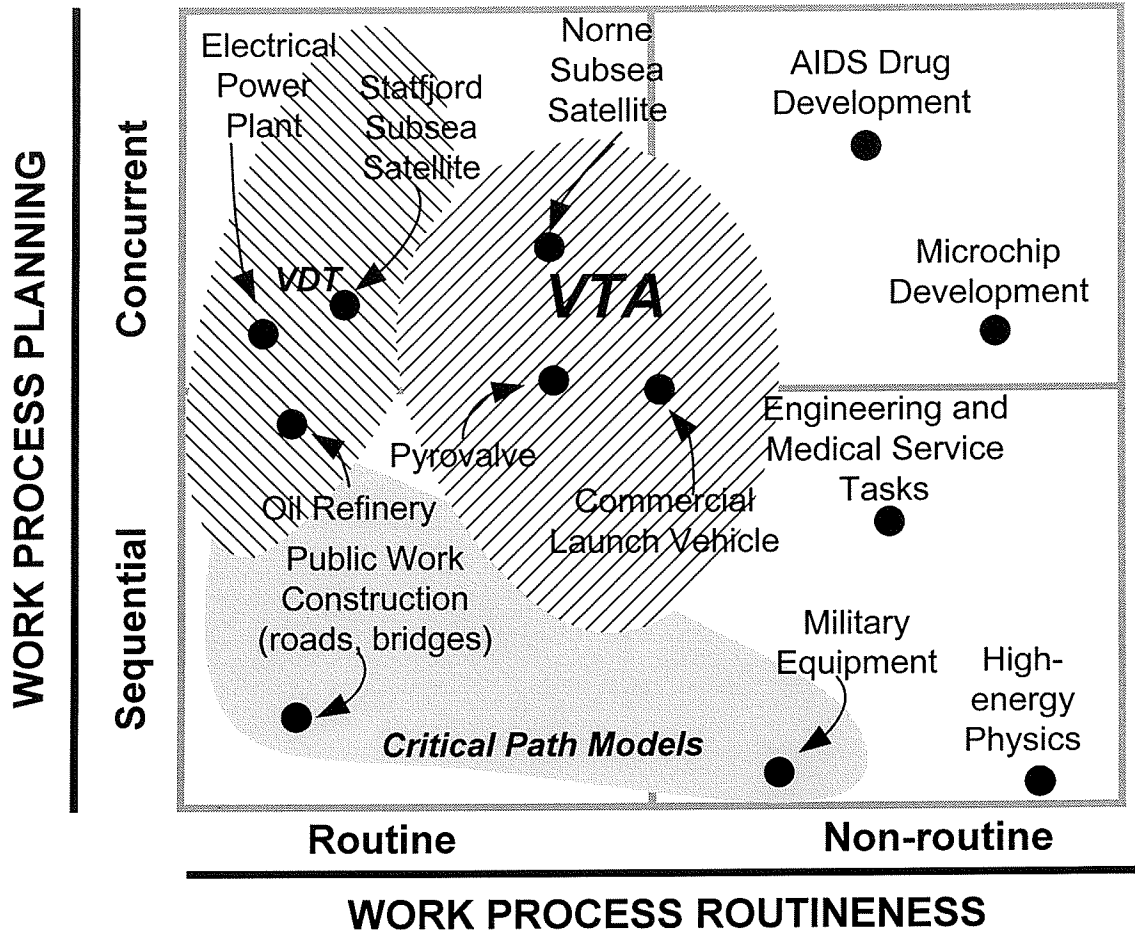 WORK PROCESS PLANNING
Concurrent
Sequential
Electrical
Power
Plant
Statfjord
Subsea
Satellite
Norne
Subsea
Satellite
AIDS Drug
Development
Microchip
Development
VDT
VTA
Pyrovalve
Oil Refinery
Commercial
Launch Vehicle
Engineering and
Medical Service
Tasks
Public Work
Construction
(roads, bridges)
Military
Equipment
High-
energy
Physics
Critical Path Models
Routine
Non-routine
WORK PROCESS ROUTINENESS